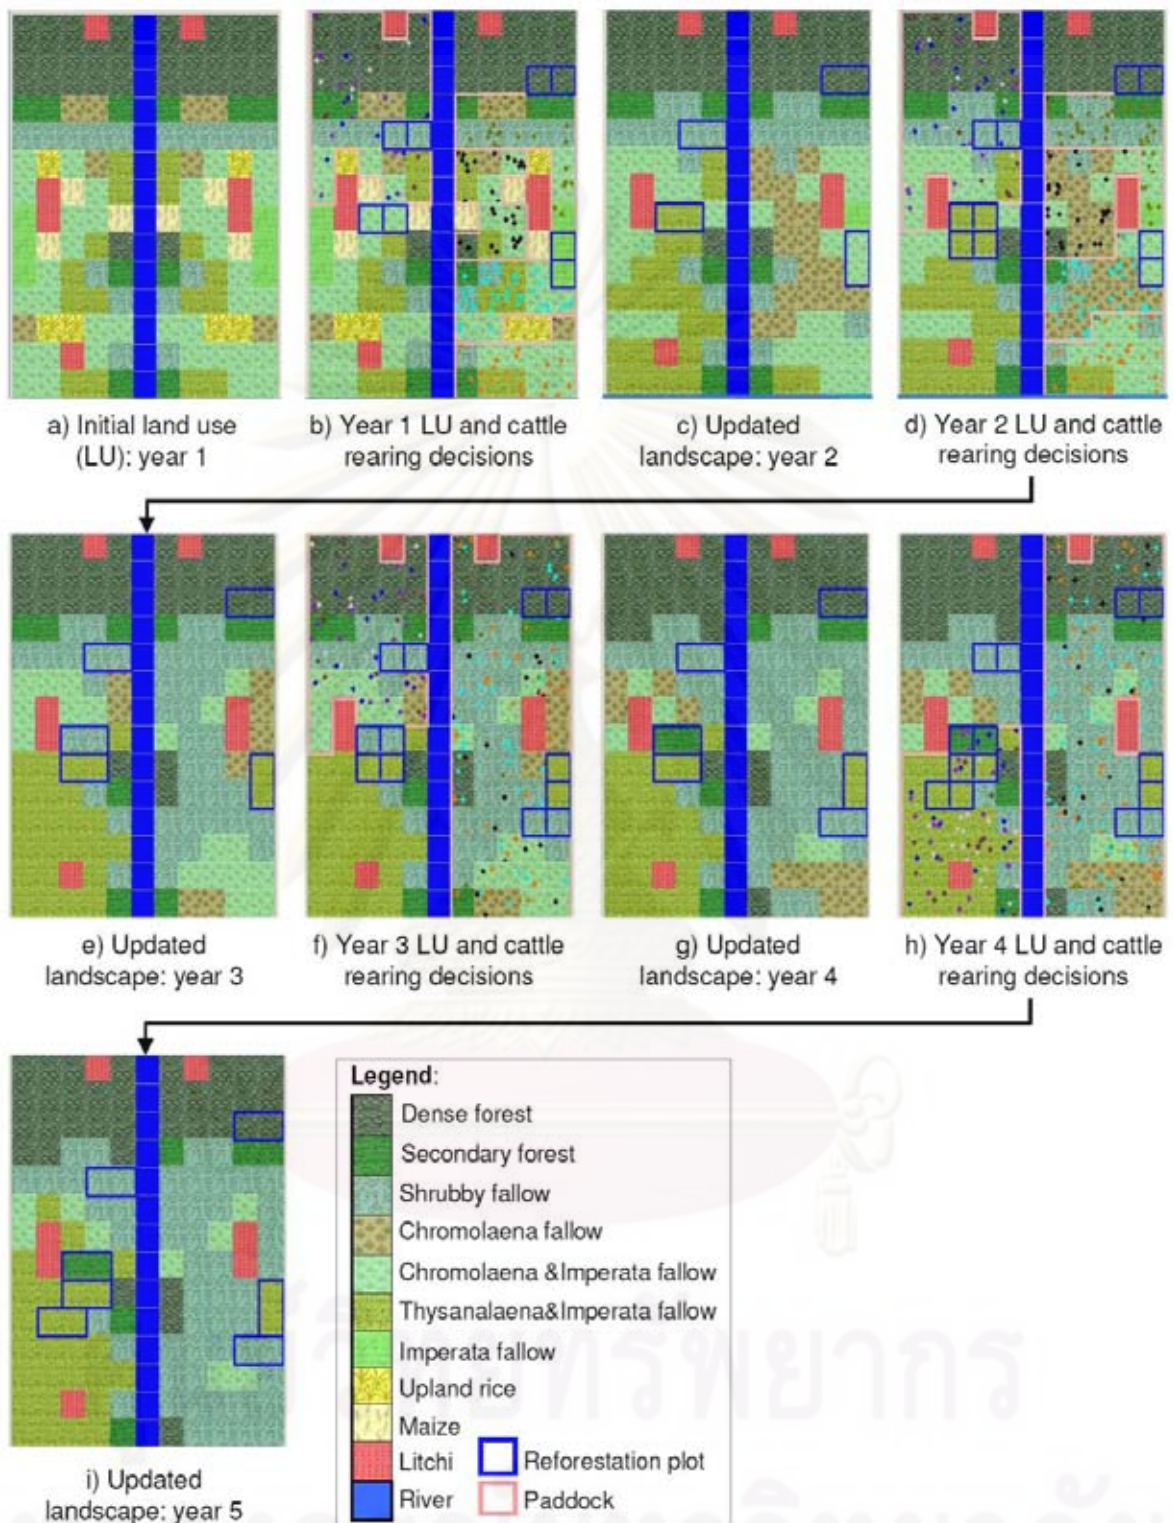 a) Initial land use
(LU): year 1
b) Year 1 LU and cattle
rearing decisions
c) Updated
landscape: year 2
d) Year 2 LU and cattle
rearing decisions
e) Updated
landscape: year 3
f) Year 3 LU and cattle
rearing decisions
g) Updated
landscape: year 4
h) Year 4 LU and cattle
rearing decisions
i) Updated
landscape: year 5
Legend:
Dense forest
Secondary forest
Shrubby fallow
Chromolaena fallow
Chromolaena &Imperata fallow
Thysanalaena&Imperata fallow
Imperata fallow
Upland rice
Maize
Litchi
Reforestation plot
River
Paddock